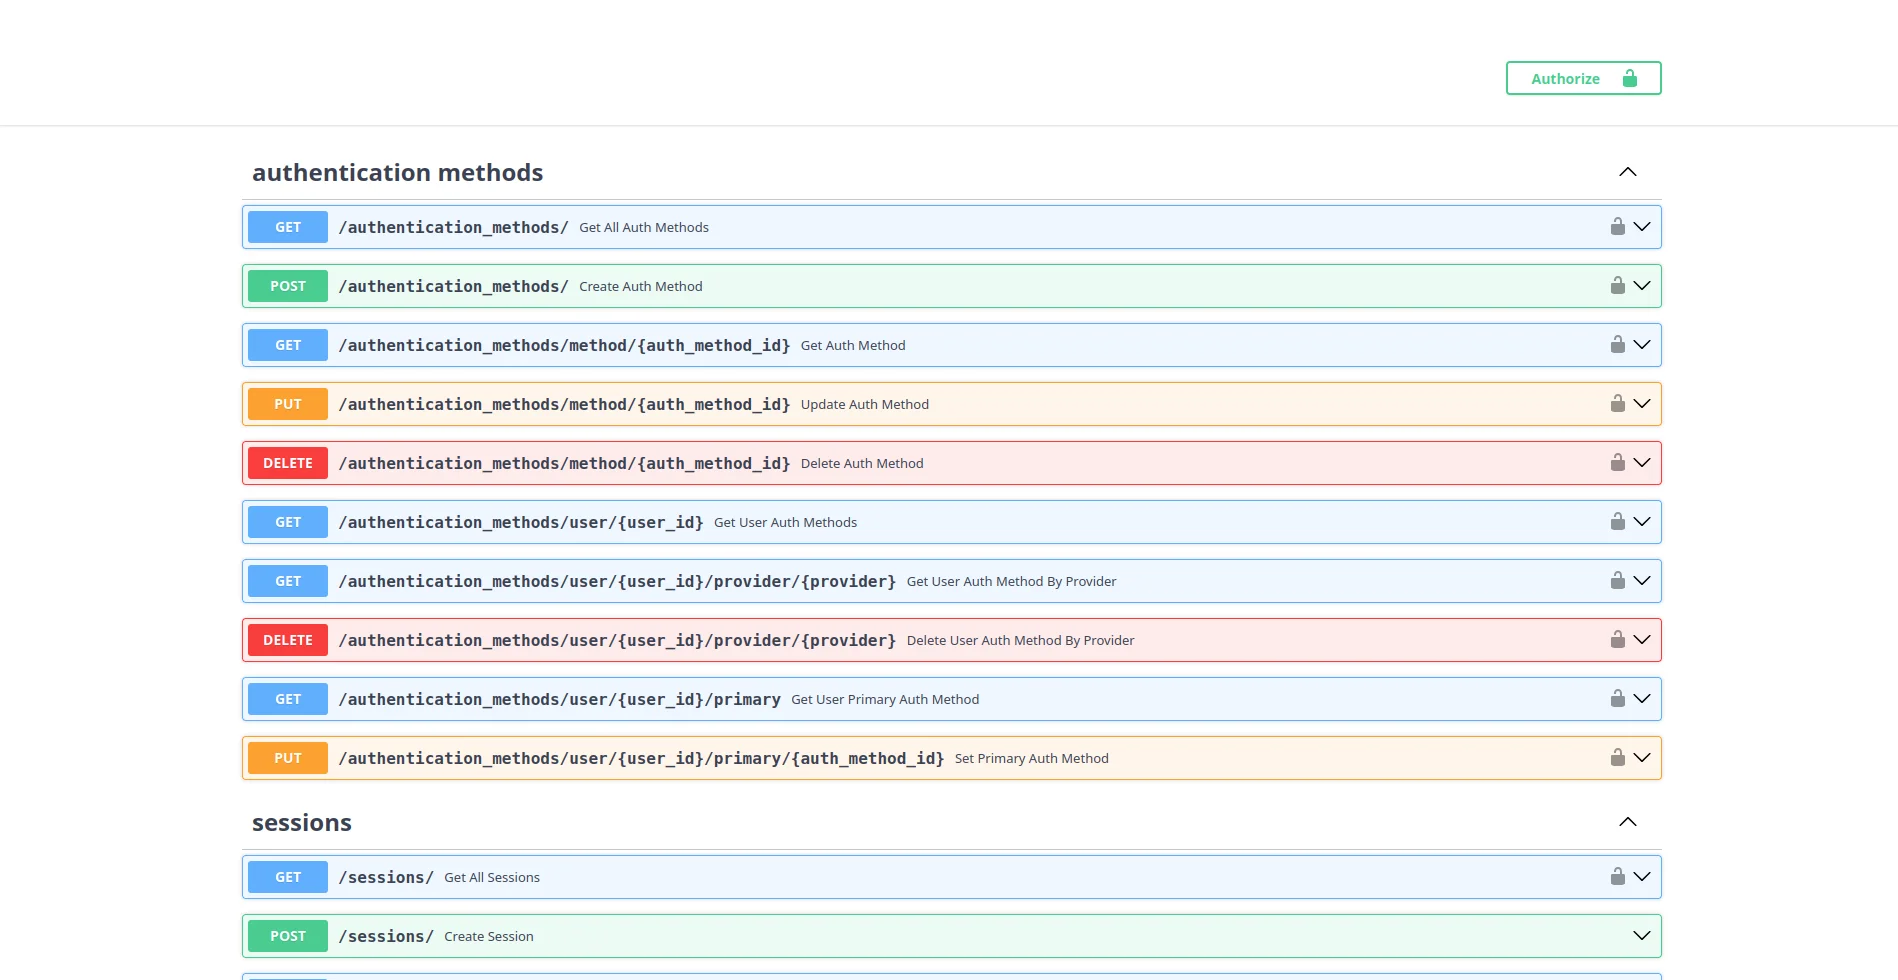 Authorize
authentication methods
GET /authentication_methods/ Get All Auth Methods
POST /authentication_methods/ Create Auth Method
GET /authentication_methods/method/{auth_method_id} Get Auth Method
PUT /authentication_methods/method/{auth_method_id} Update Auth Method
DELETE /authentication_methods/method/{auth_method_id} Delete Auth Method
GET /authentication_methods/user/{user_id} Get User Auth Methods
GET /authentication_methods/user/{user_id}/provider/{provider} Get User Auth Method By Provider
DELETE /authentication_methods/user/{user_id}/provider/{provider} Delete User Auth Method By Provider
GET /authentication_methods/user/{user_id}/primary Get User Primary Auth Method
PUT /authentication_methods/user/{user_id}/primary/{auth_method_id} Set Primary Auth Method
sessions
GET /sessions/ Get All Sessions
POST /sessions/ Create Session